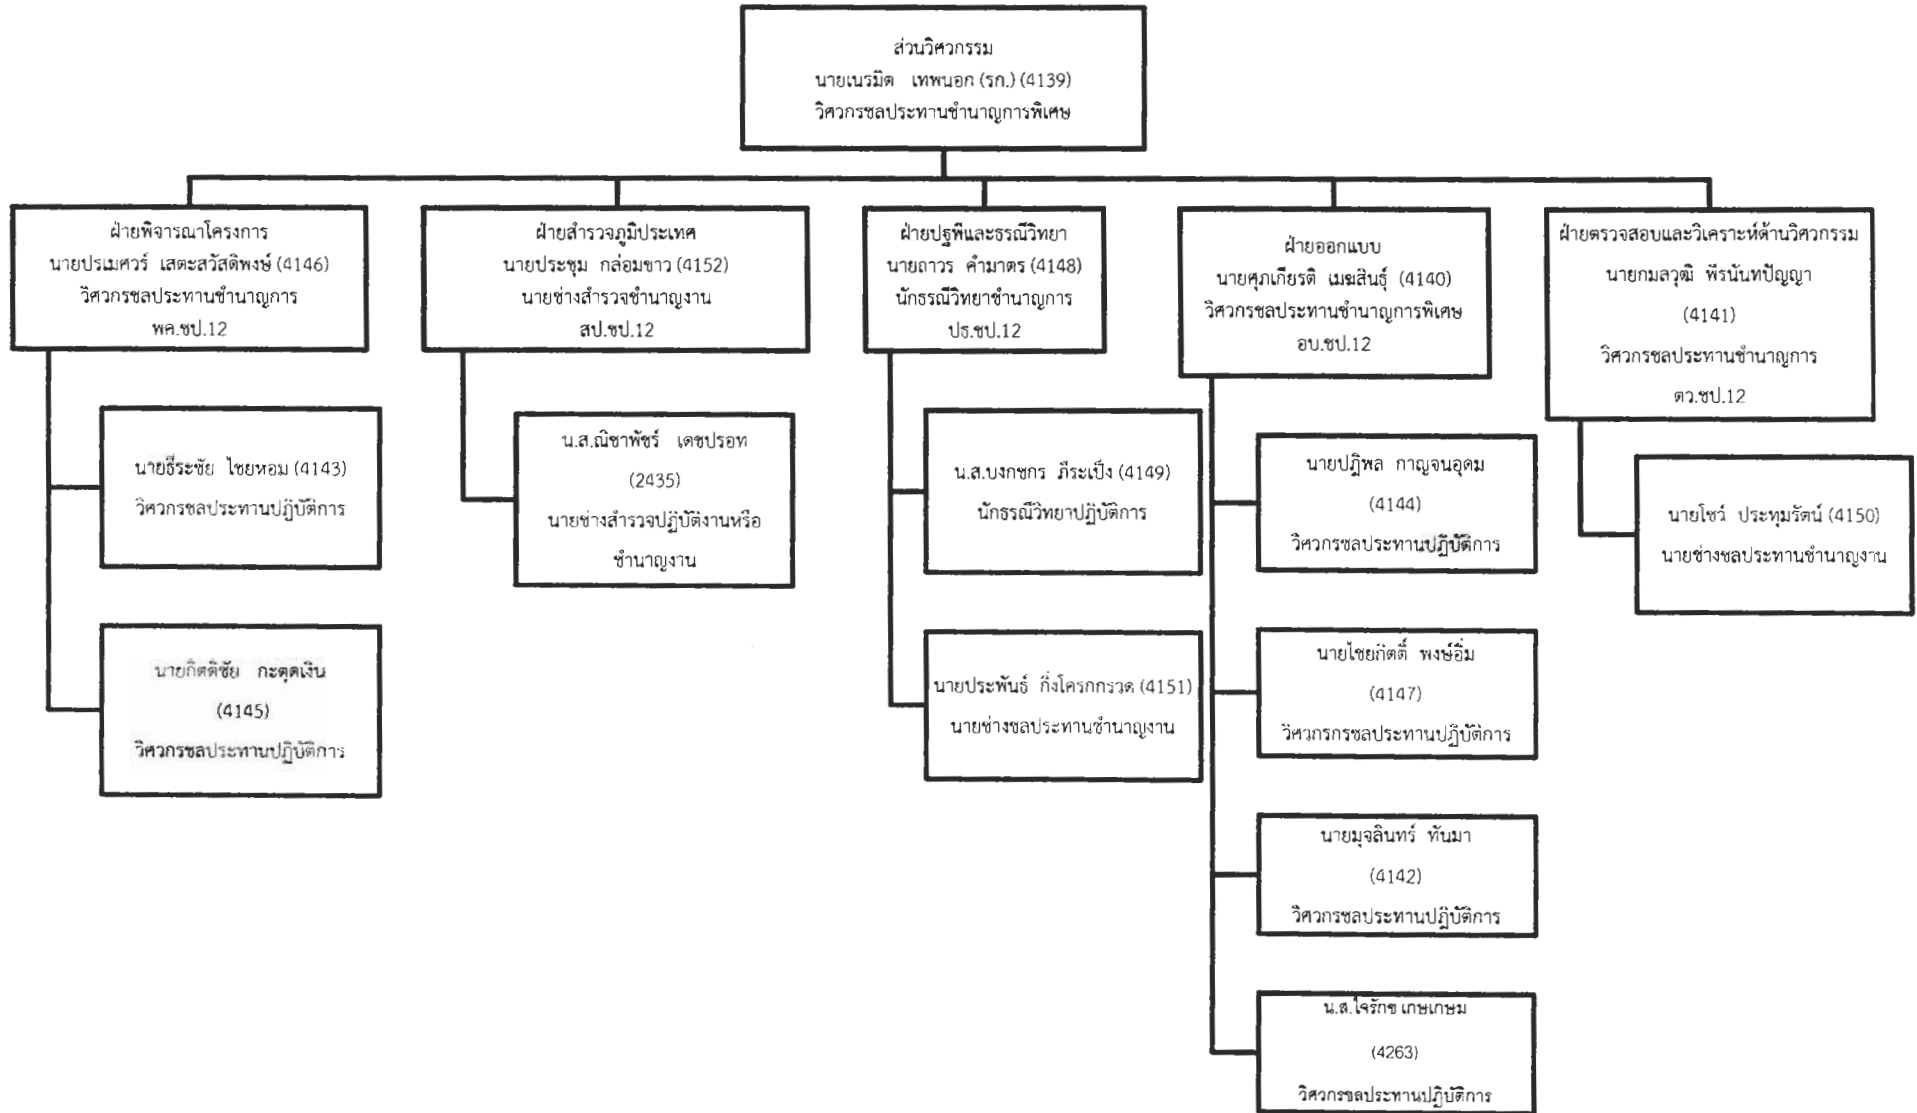 ส่วนวิศวกรรม
นายเนรมิต เทพนอก (รก.) (4139)
วิศวกรชลประทานชำนาญการพิเศษ
ฝ่ายพิจารณาโครงการ
นายปรเมศวร์ เสตะสวัสดิพงษ์ (4146)
วิศวกรชลประทานชำนาญการ
พค.ชป.12
นายธีระชัย ไชยหอม (4143)
วิศวกรชลประทานปฏิบัติการ
นายกิตติชัย กะตุดเงิน
(4145)
วิศวกรชลประทานปฏิบัติการ
ฝ่ายสำรวจภูมิประเทศ
นายประชุม กล่อมขาว (4152)
นายช่างสำรวจชำนาญงาน
สป.ชป.12
น.ส.ณิชาพัชร์ เดชปรอท
(2435)
นายช่างสำรวจปฏิบัติงานหรือ
ชำนาญงาน
ฝ่ายปฐพีและธรณีวิทยา
นายถาวร คำมาตร (4148)
นักธรณีวิทยาชำนาญการ
ปธ.ชป.12
น.ส.บงกชกร ภีระเป็ง (4149)
นักธรณีวิทยาปฏิบัติการ
นายประพันธ์ กิ่งโครกกรวด (4151)
นายช่างชลประทานชำนาญงาน
ฝ่ายออกแบบ
นายศุภเกียรติ เมฆสินธุ์ (4140)
วิศวกรชลประทานชำนาญการพิเศษ
อบ.ชป.12
นายปฏิพล กาญจนอุดม
(4144)
วิศวกรชลประทานปฏิบัติการ
นายไชยกิตติ์ พงษ์อิ่ม
(4147)
วิศวกรกรชลประทานปฏิบัติการ
นายมุจลินทร์ ทันมา
(4142)
วิศวกรชลประทานปฏิบัติการ
น.ส.ใจรักช เกษเกษม
(4263)
วิศวกรชลประทานปฏิบัติการ
ฝ่ายตรวจสอบและวิเคราะห์ด้านวิศวกรรม
นายกมลวุฒิ พีรนันทปัญญา
(4141)
วิศวกรชลประทานชำนาญการ
ตว.ชป.12
นายโชว์ ประทุมรัตน์ (4150)
นายช่างชลประทานชำนาญงาน